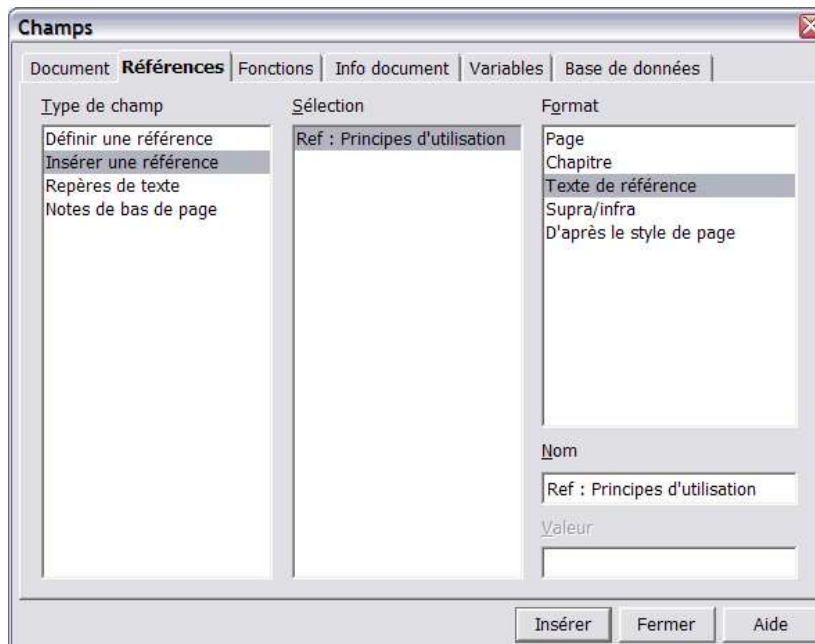 Champs
Document Références Fonctions Info document Variables Base de données
Type de champ
Définir une référence
Insérer une référence
Repères de texte
Notes de bas de page
Sélection
Ref : Principes d'utilisation
Format
Page
Chapitre
Texte de référence
Supra/infra
D'après le style de page
Nom
Ref : Principes d'utilisation
Valeur
Insérer Fermer Aide